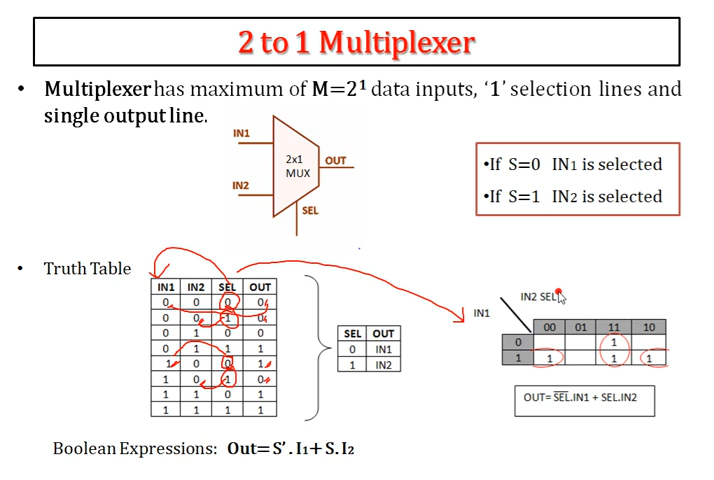 2 to 1 Multiplexer
• Multiplexer has maximum of M=2¹ data inputs, ‘1’ selection lines and
single output line.
IN1
2x1
MUX
OUT
IN2
SEL
•If S=0 IN1 is selected
•If S=1 IN2 is selected
• Truth Table
IN1 IN2 SEL OUT
0 0 0 0
0 0 1 0
0 1 0 0
0 1 1 1
1 0 0 1
1 0 1 0
1 1 0 1
1 1 1 1
SEL OUT
0 IN1
1 IN2
IN2 SEL
IN1
00 01 11 10
0 1
1 1 1 1
OUT= S̅E̅L̅.IN1 + SEL.IN2
Boolean Expressions: Out=S’.I₁+S.I₂